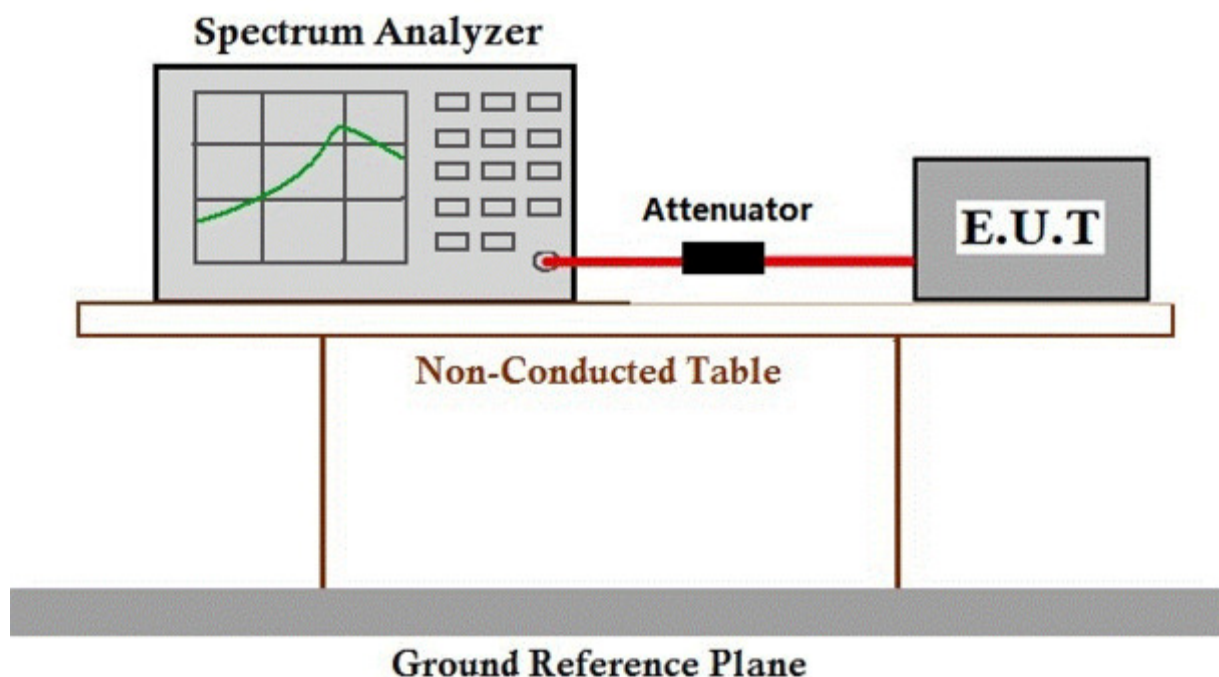 Spectrum Analyzer
Attenuator
E.U.T
Non-Conducted Table
Ground Reference Plane